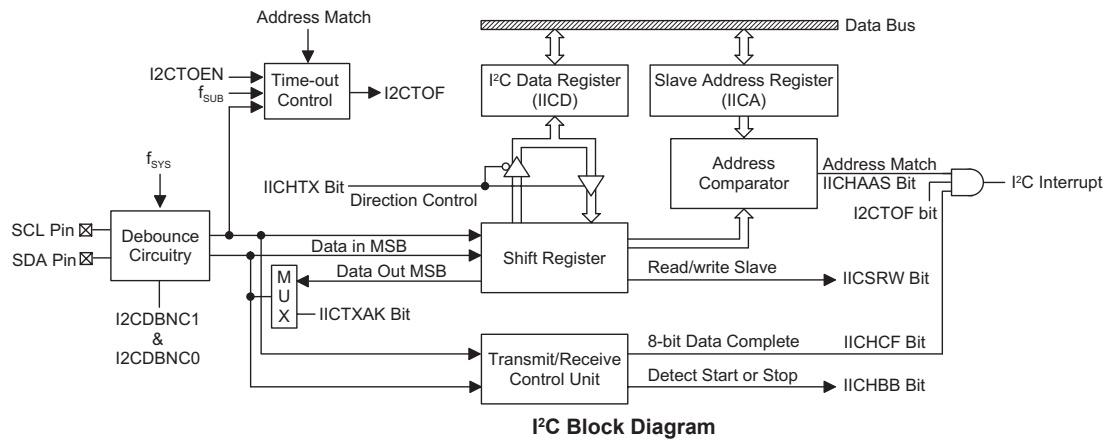 Address Match
Data Bus
I2CTOEN
fSUB
Time-out
Control
I2CTOF
I²C Data Register
(IICD)
Slave Address Register
(IICA)
fSYS
IICHTX Bit
Direction Control
Address
Comparator
Address Match
IICHAAS Bit
I2CTOF bit
I²C Interrupt
SCL Pin
SDA Pin
Debounce
Circuitry
Data in MSB
Shift Register
Data Out MSB
M
U
X
IICTXAK Bit
Read/write Slave
IICSRW Bit
I2CDBNC1
&
I2CDBNC0
Transmit/Receive
Control Unit
8-bit Data Complete
IICHCF Bit
Detect Start or Stop
IICHBB Bit
I²C Block Diagram